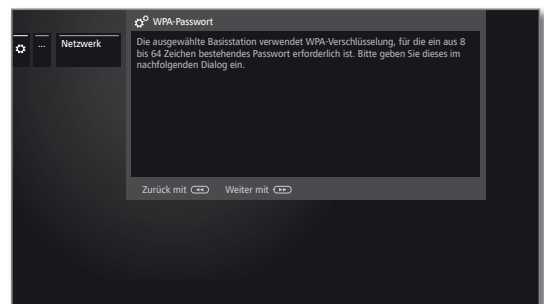 WPA-Passwort
... Netzwerk
Die ausgewählte Basisstation verwendet WPA-Verschlüsselung, für die ein aus 8
bis 64 Zeichen bestehendes Passwort erforderlich ist. Bitte geben Sie dieses im
nachfolgenden Dialog ein.
Zurück mit Weiter mit